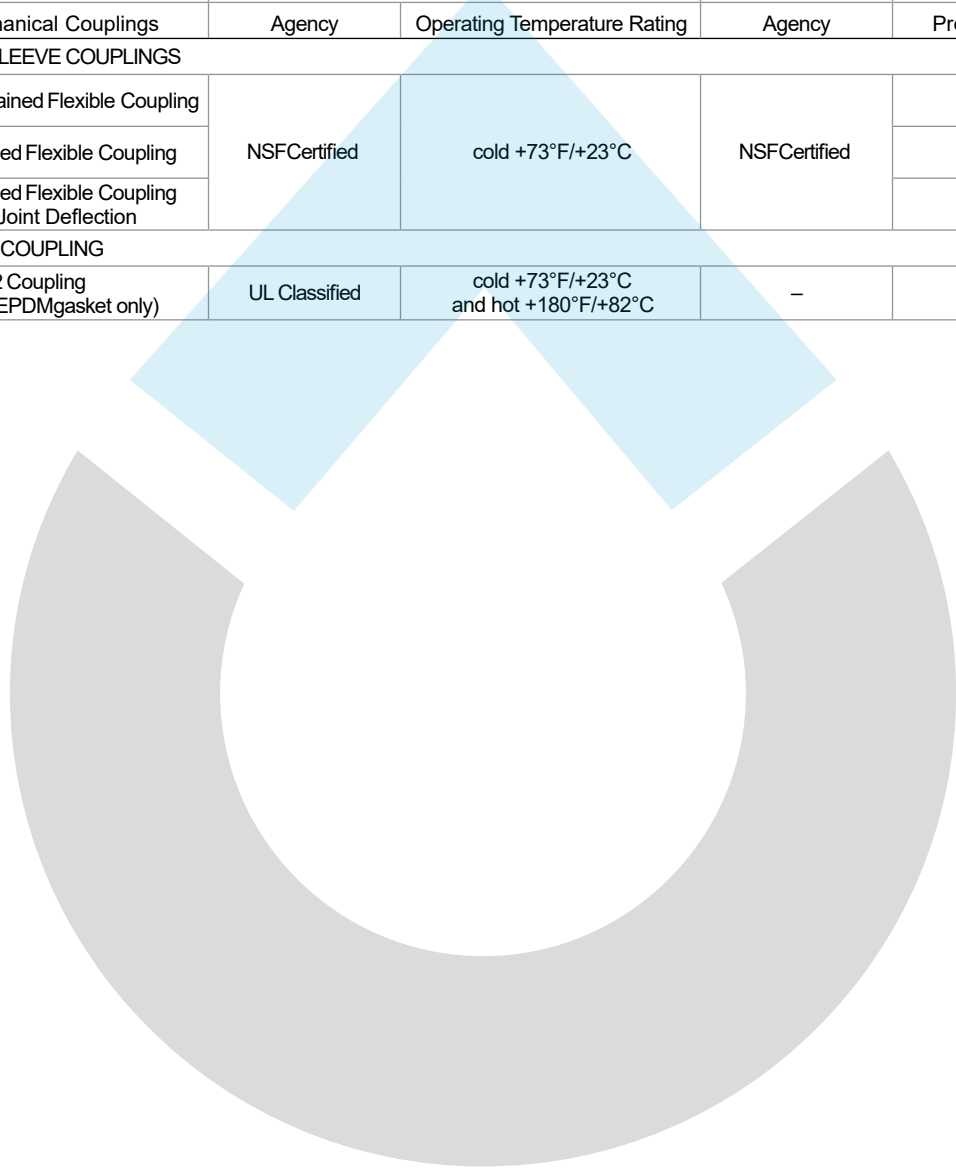 hanical Couplings Agency Operating Temperature Rating Agency Pr
LEEVE COUPLINGS
ained Flexible Coupling
ed Flexible Coupling NSFCertified cold +73°F/+23°C NSFCertified
ed Flexible Coupling
Joint Deflection
COUPLING
2 Coupling
EPDMgasket only)
UL Classified
cold +73°F/+23°C
and hot +180°F/+82°C
–